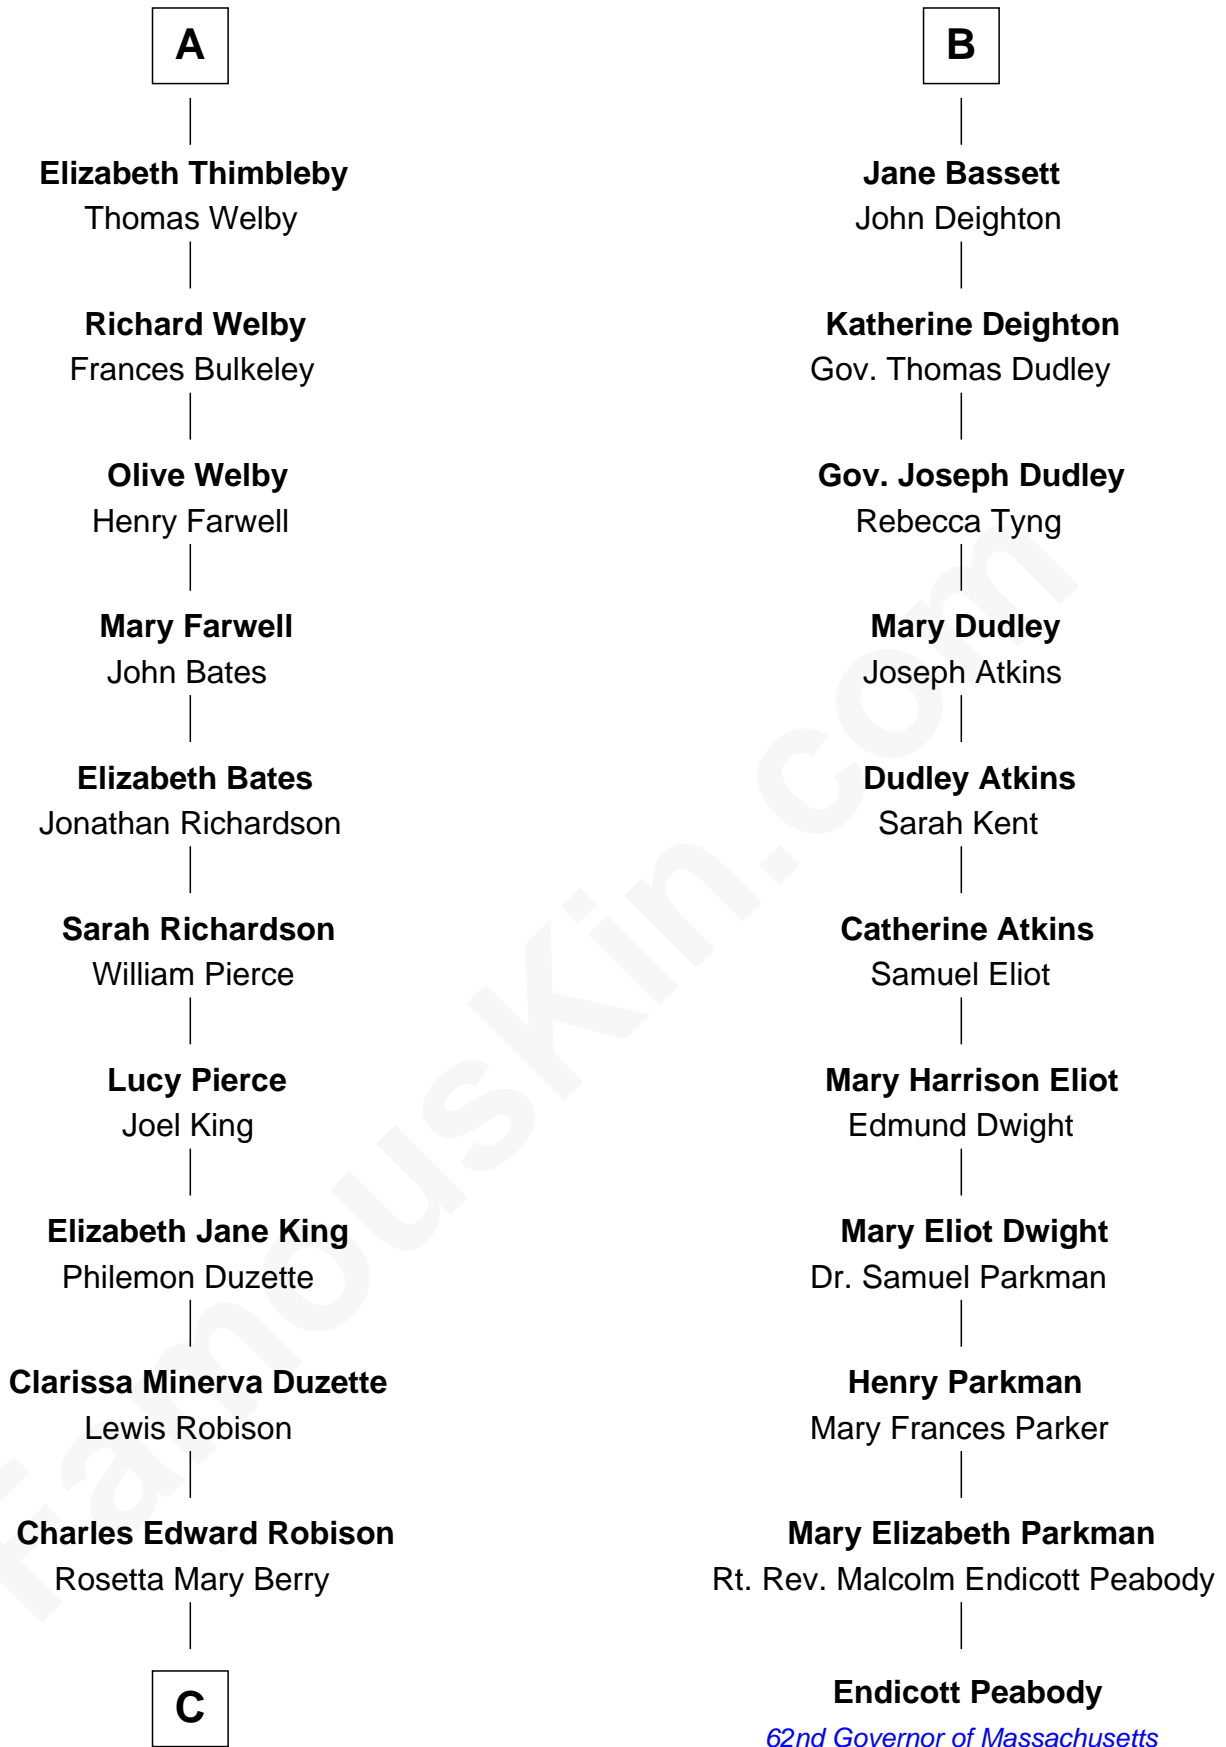 A
Elizabeth Thimbleby
Thomas Welby
Richard Welby
Frances Bulkeley
Olive Welby
Henry Farwell
Mary Farwell
John Bates
Elizabeth Bates
Jonathan Richardson
Sarah Richardson
William Pierce
Lucy Pierce
Joel King
Elizabeth Jane King
Philemon Duzette
Clarissa Minerva Duzette
Lewis Robison
Charles Edward Robison
Rosetta Mary Berry
C
B
Jane Bassett
John Deighton
Katherine Deighton
Gov. Thomas Dudley
Gov. Joseph Dudley
Rebecca Tyng
Mary Dudley
Joseph Atkins
Dudley Atkins
Sarah Kent
Catherine Atkins
Samuel Eliot
Mary Harrison Eliot
Edmund Dwight
Mary Eliot Dwight
Dr. Samuel Parkman
Henry Parkman
Mary Frances Parker
Mary Elizabeth Parkman
Rt. Rev. Malcolm Endicott Peabody
Endicott Peabody
62nd Governor of Massachusetts
FamousKin.com